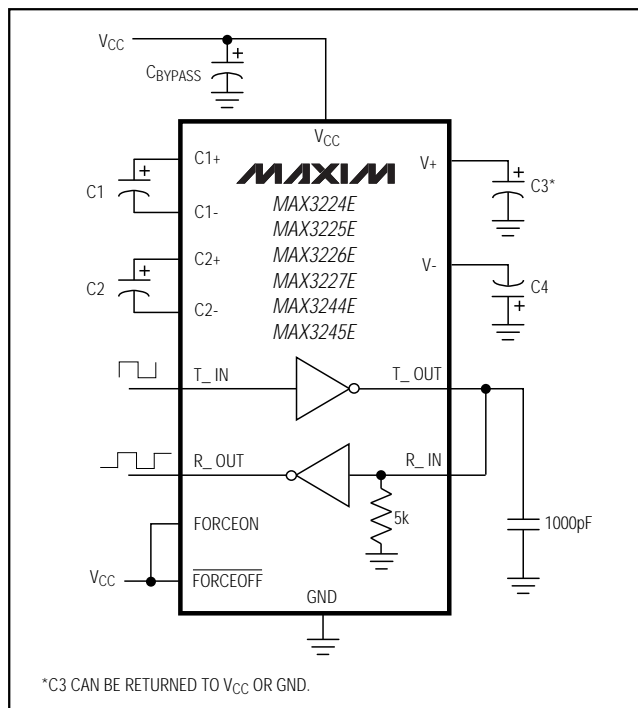 VCC
CBYPASS
VCC
C1+
C1
C1-
C2+
C2
C2-
MAXIM
MAX3224E
MAX3225E
MAX3226E
MAX3227E
MAX3244E
MAX3245E
V+
C3*
V-
C4
T_ IN
T_ OUT
R_ OUT
R_ IN
5k
1000pF
FORCEON
VCC
FORCEOFF
GND
*C3 CAN BE RETURNED TO VCC OR GND.